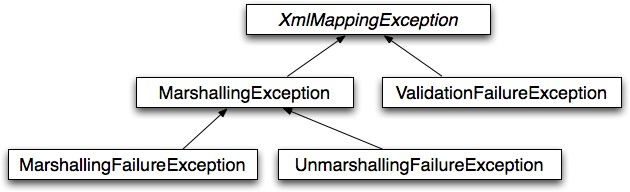 XmlMappingException
MarshallingException
ValidationFailureException
MarshallingFailureException
UnmarshallingFailureException